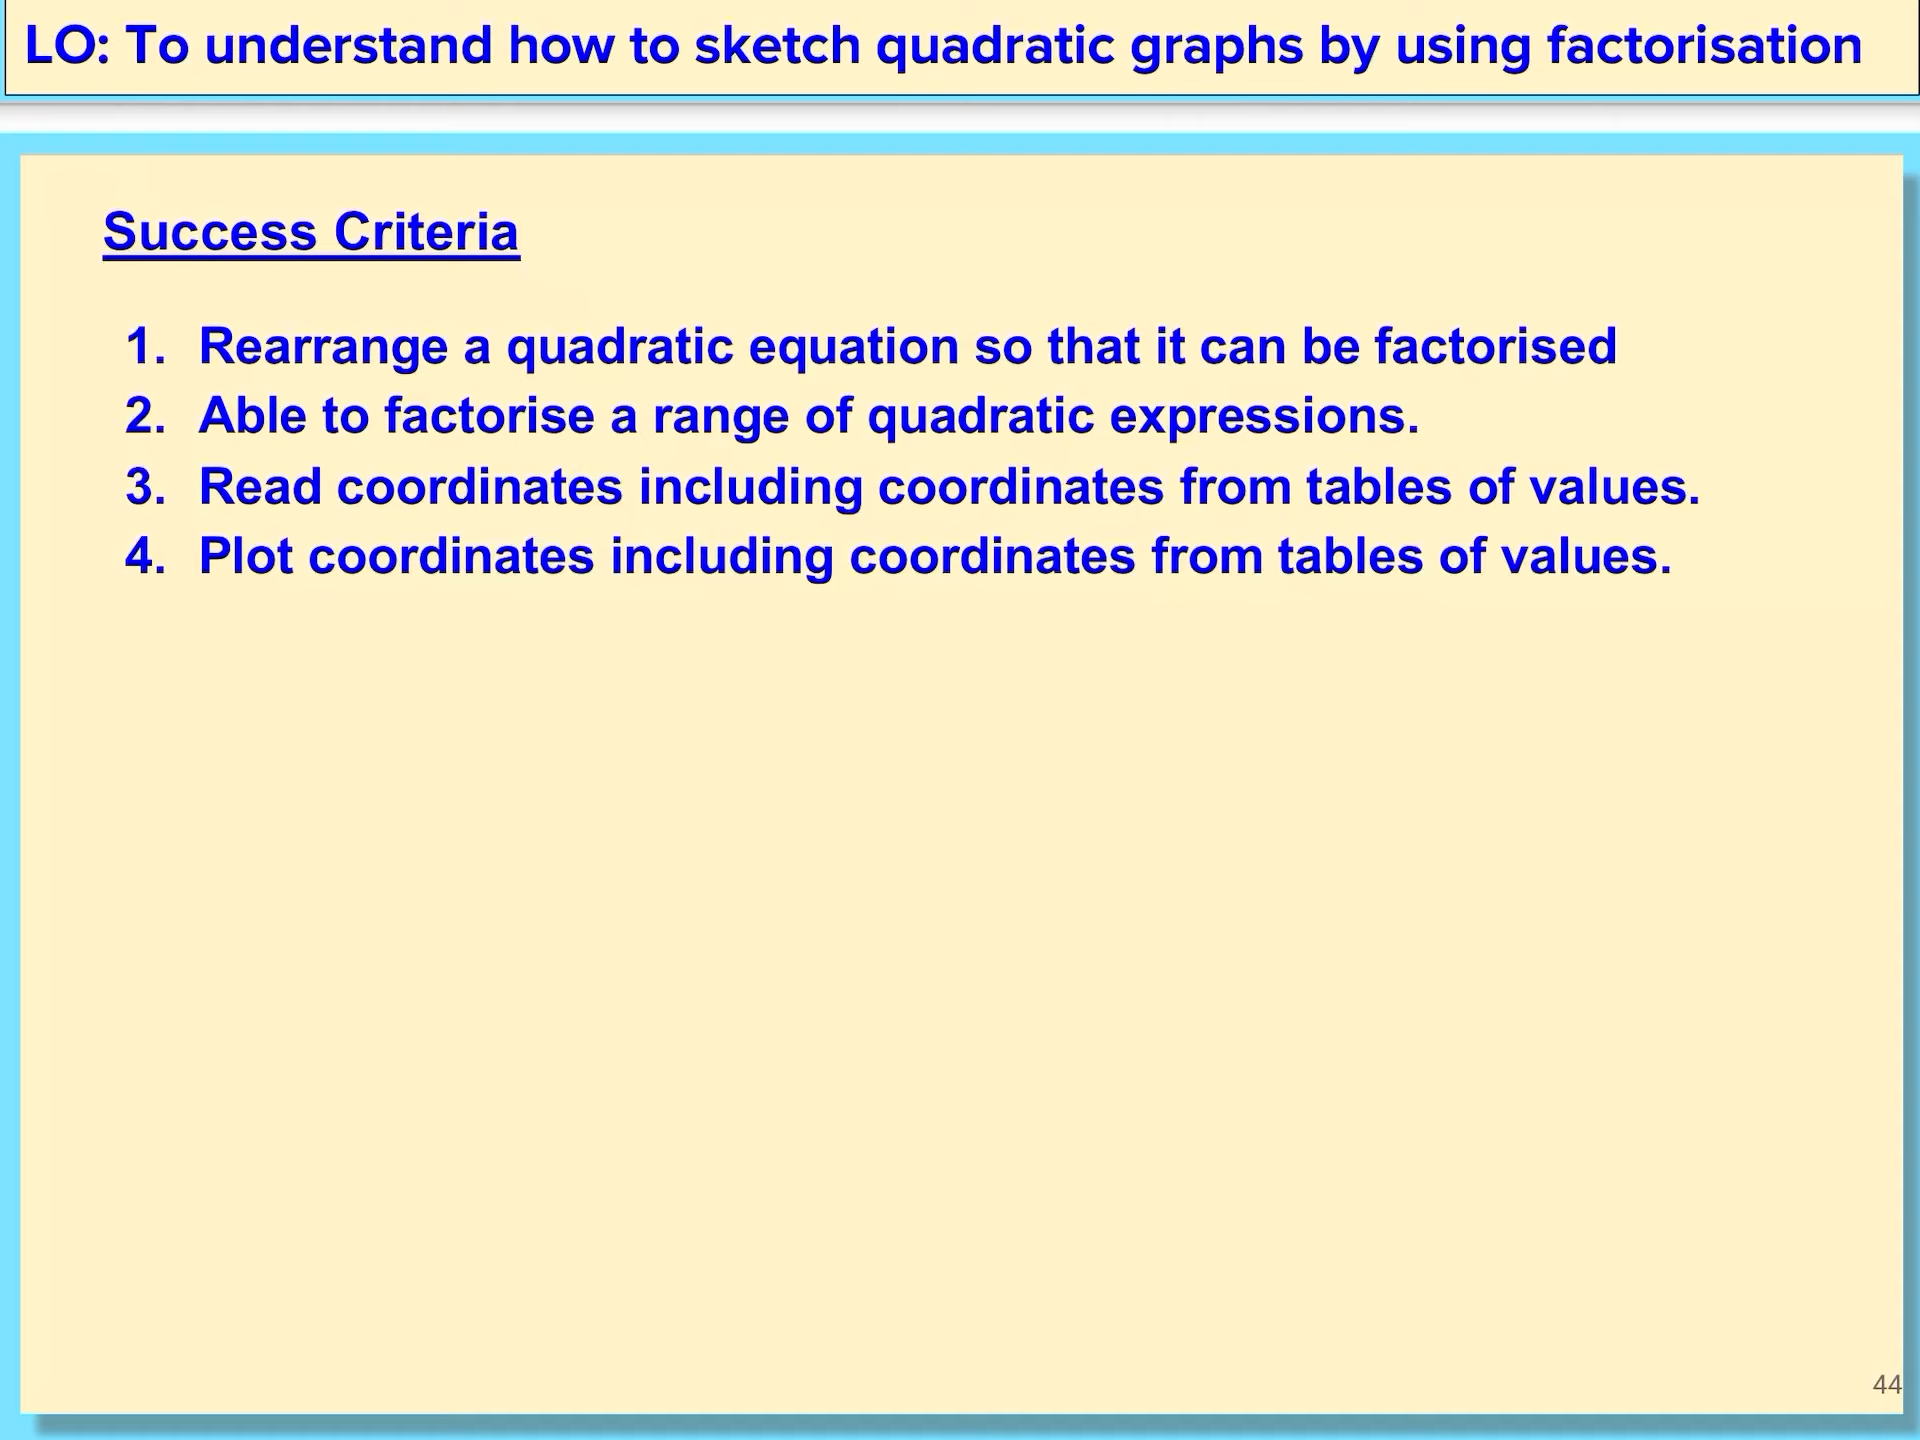 LO: To understand how to sketch quadratic graphs by using factorisation
Success Criteria
1. Rearrange a quadratic equation so that it can be factorised
2. Able to factorise a range of quadratic expressions.
3. Read coordinates including coordinates from tables of values.
4. Plot coordinates including coordinates from tables of values.
44